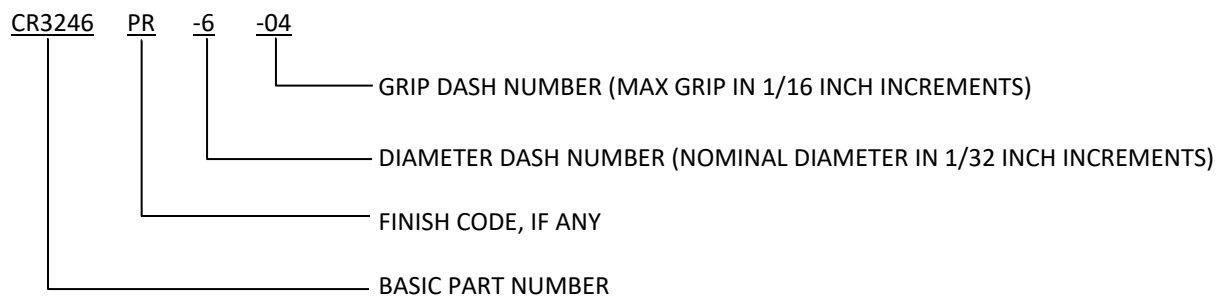 CR3246 PR -6 -04
GRIP DASH NUMBER (MAX GRIP IN 1/16 INCH INCREMENTS)
DIAMETER DASH NUMBER (NOMINAL DIAMETER IN 1/32 INCH INCREMENTS)
FINISH CODE, IF ANY
BASIC PART NUMBER